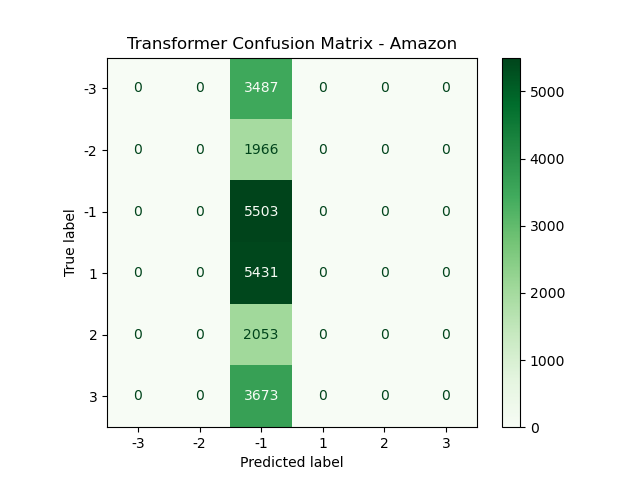 Transformer Confusion Matrix - Amazon
-3 0 0 3487 0 0 0
-2 0 0 1966 0 0 0
-1 0 0 5503 0 0 0
1 0 0 5431 0 0 0
2 0 0 2053 0 0 0
3 0 0 3673 0 0 0
-3 -2 -1 1 2 3
True label
Predicted label
5000
4000
3000
2000
1000
0